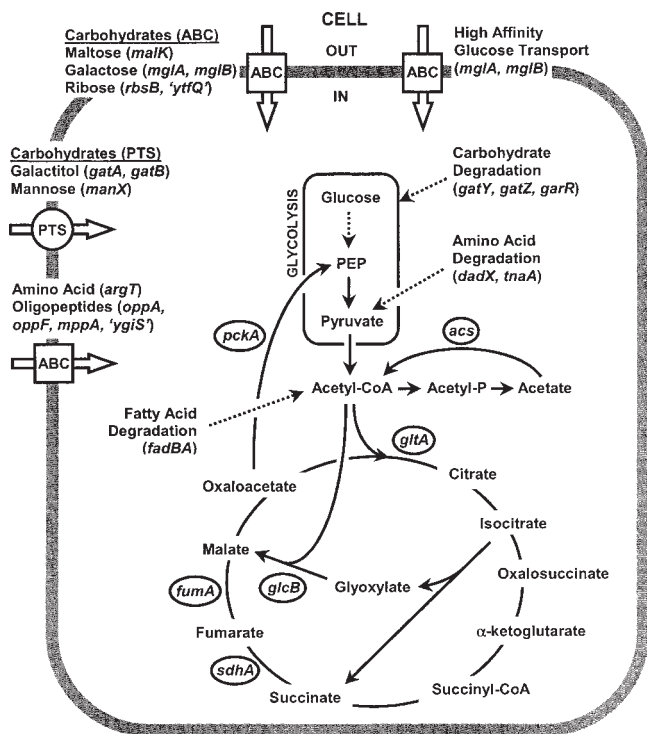 CELL
OUT
IN
Carbohydrates (ABC)
Maltose (malK)
Galactose (mglA, mglB)
Ribose (rbsB, ‘ytfQ’)
ABC
ABC
High Affinity
Glucose Transport
(mglA, mglB)
Carbohydrates (PTS)
Galactitol (gatA, gatB)
Mannose (manX)
PTS
Amino Acid (argT)
Oligopeptides (oppA,
oppF, mppA, ‘ygiS’)
ABC
GLYCOLYSIS
Glucose
PEP
Pyruvate
Carbohydrate
Degradation
(gatY, gatZ, garR)
Amino Acid
Degradation
(dadX, tnaA)
pckA
acs
Acetyl-CoA
Acetyl-P
Acetate
Fatty Acid
Degradation
(fadBA)
gltA
Oxaloacetate
Citrate
Isocitrate
Malate
Oxalosuccinate
fumA
glcB
Glyoxylate
Fumarate
α-ketoglutarate
sdhA
Succinate
Succinyl-CoA